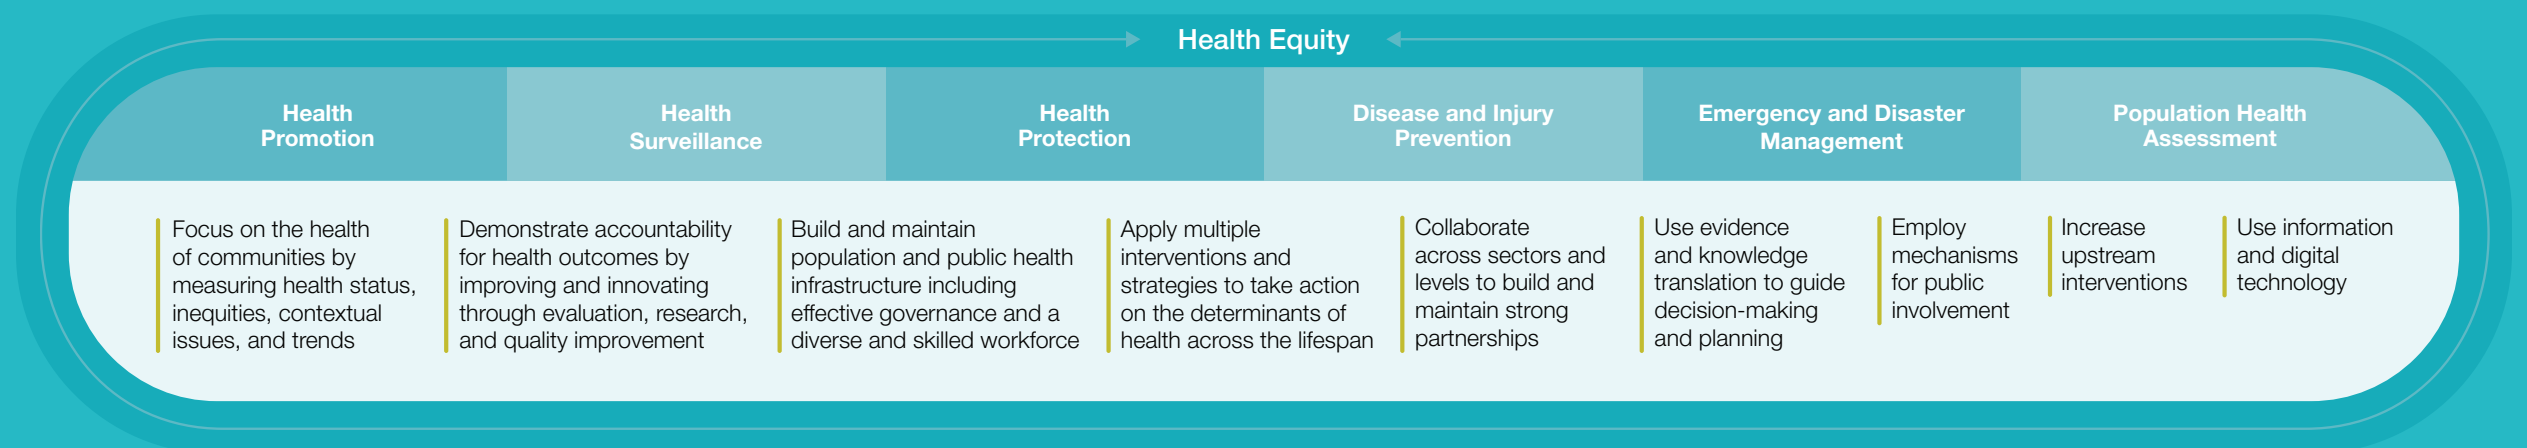 Health Equity
Health
Promotion
Health
Surveillance
Health
Protection
Disease and Injury
Prevention
Emergency and Disaster
Management
Population Health
Assessment
Focus on the health
of communities by
measuring health status,
inequities, contextual
issues, and trends
Demonstrate accountability
for health outcomes by
improving and innovating
through evaluation, research,
and quality improvement
Build and maintain
population and public health
infrastructure including
effective governance and a
diverse and skilled workforce
Apply multiple
interventions and
strategies to take action
on the determinants of
health across the lifespan
Collaborate
across sectors and
levels to build and
maintain strong
partnerships
Use evidence
and knowledge
translation to guide
decision-making
and planning
Employ
mechanisms
for public
involvement
Increase
upstream
interventions
Use information
and digital
technology